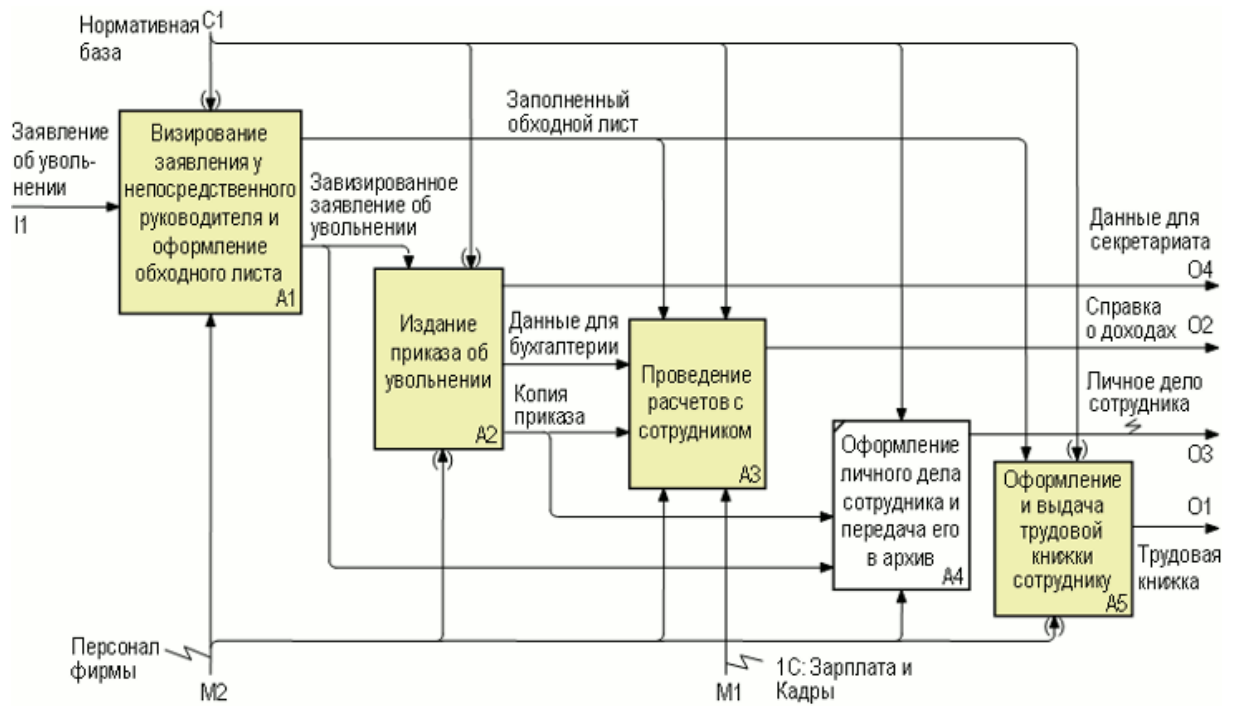 Нормативная
база
C1
Заявление
об уволь-
нении
I1
Визирование
заявления у
непосредственного
руководителя и
оформление
обходного листа
A1
Заполненный
обходной лист
Завизированное
заявление об
увольнении
Данные для
секретариата
O4
Издание
приказа об
увольнении
A2
Данные для
бухгалтерии
Копия
приказа
Справка
о доходах
O2
Проведение
расчетов с
сотрудником
A3
Личное дело
сотрудника
O3
Оформление
личного дела
сотрудника и
передача его
в архив
A4
Оформление
и выдача
трудовой
книжки
сотруднику
A5
O1
Трудовая
книжка
Персонал
фирмы
M2
M1
1С: Зарплата и
Кадры